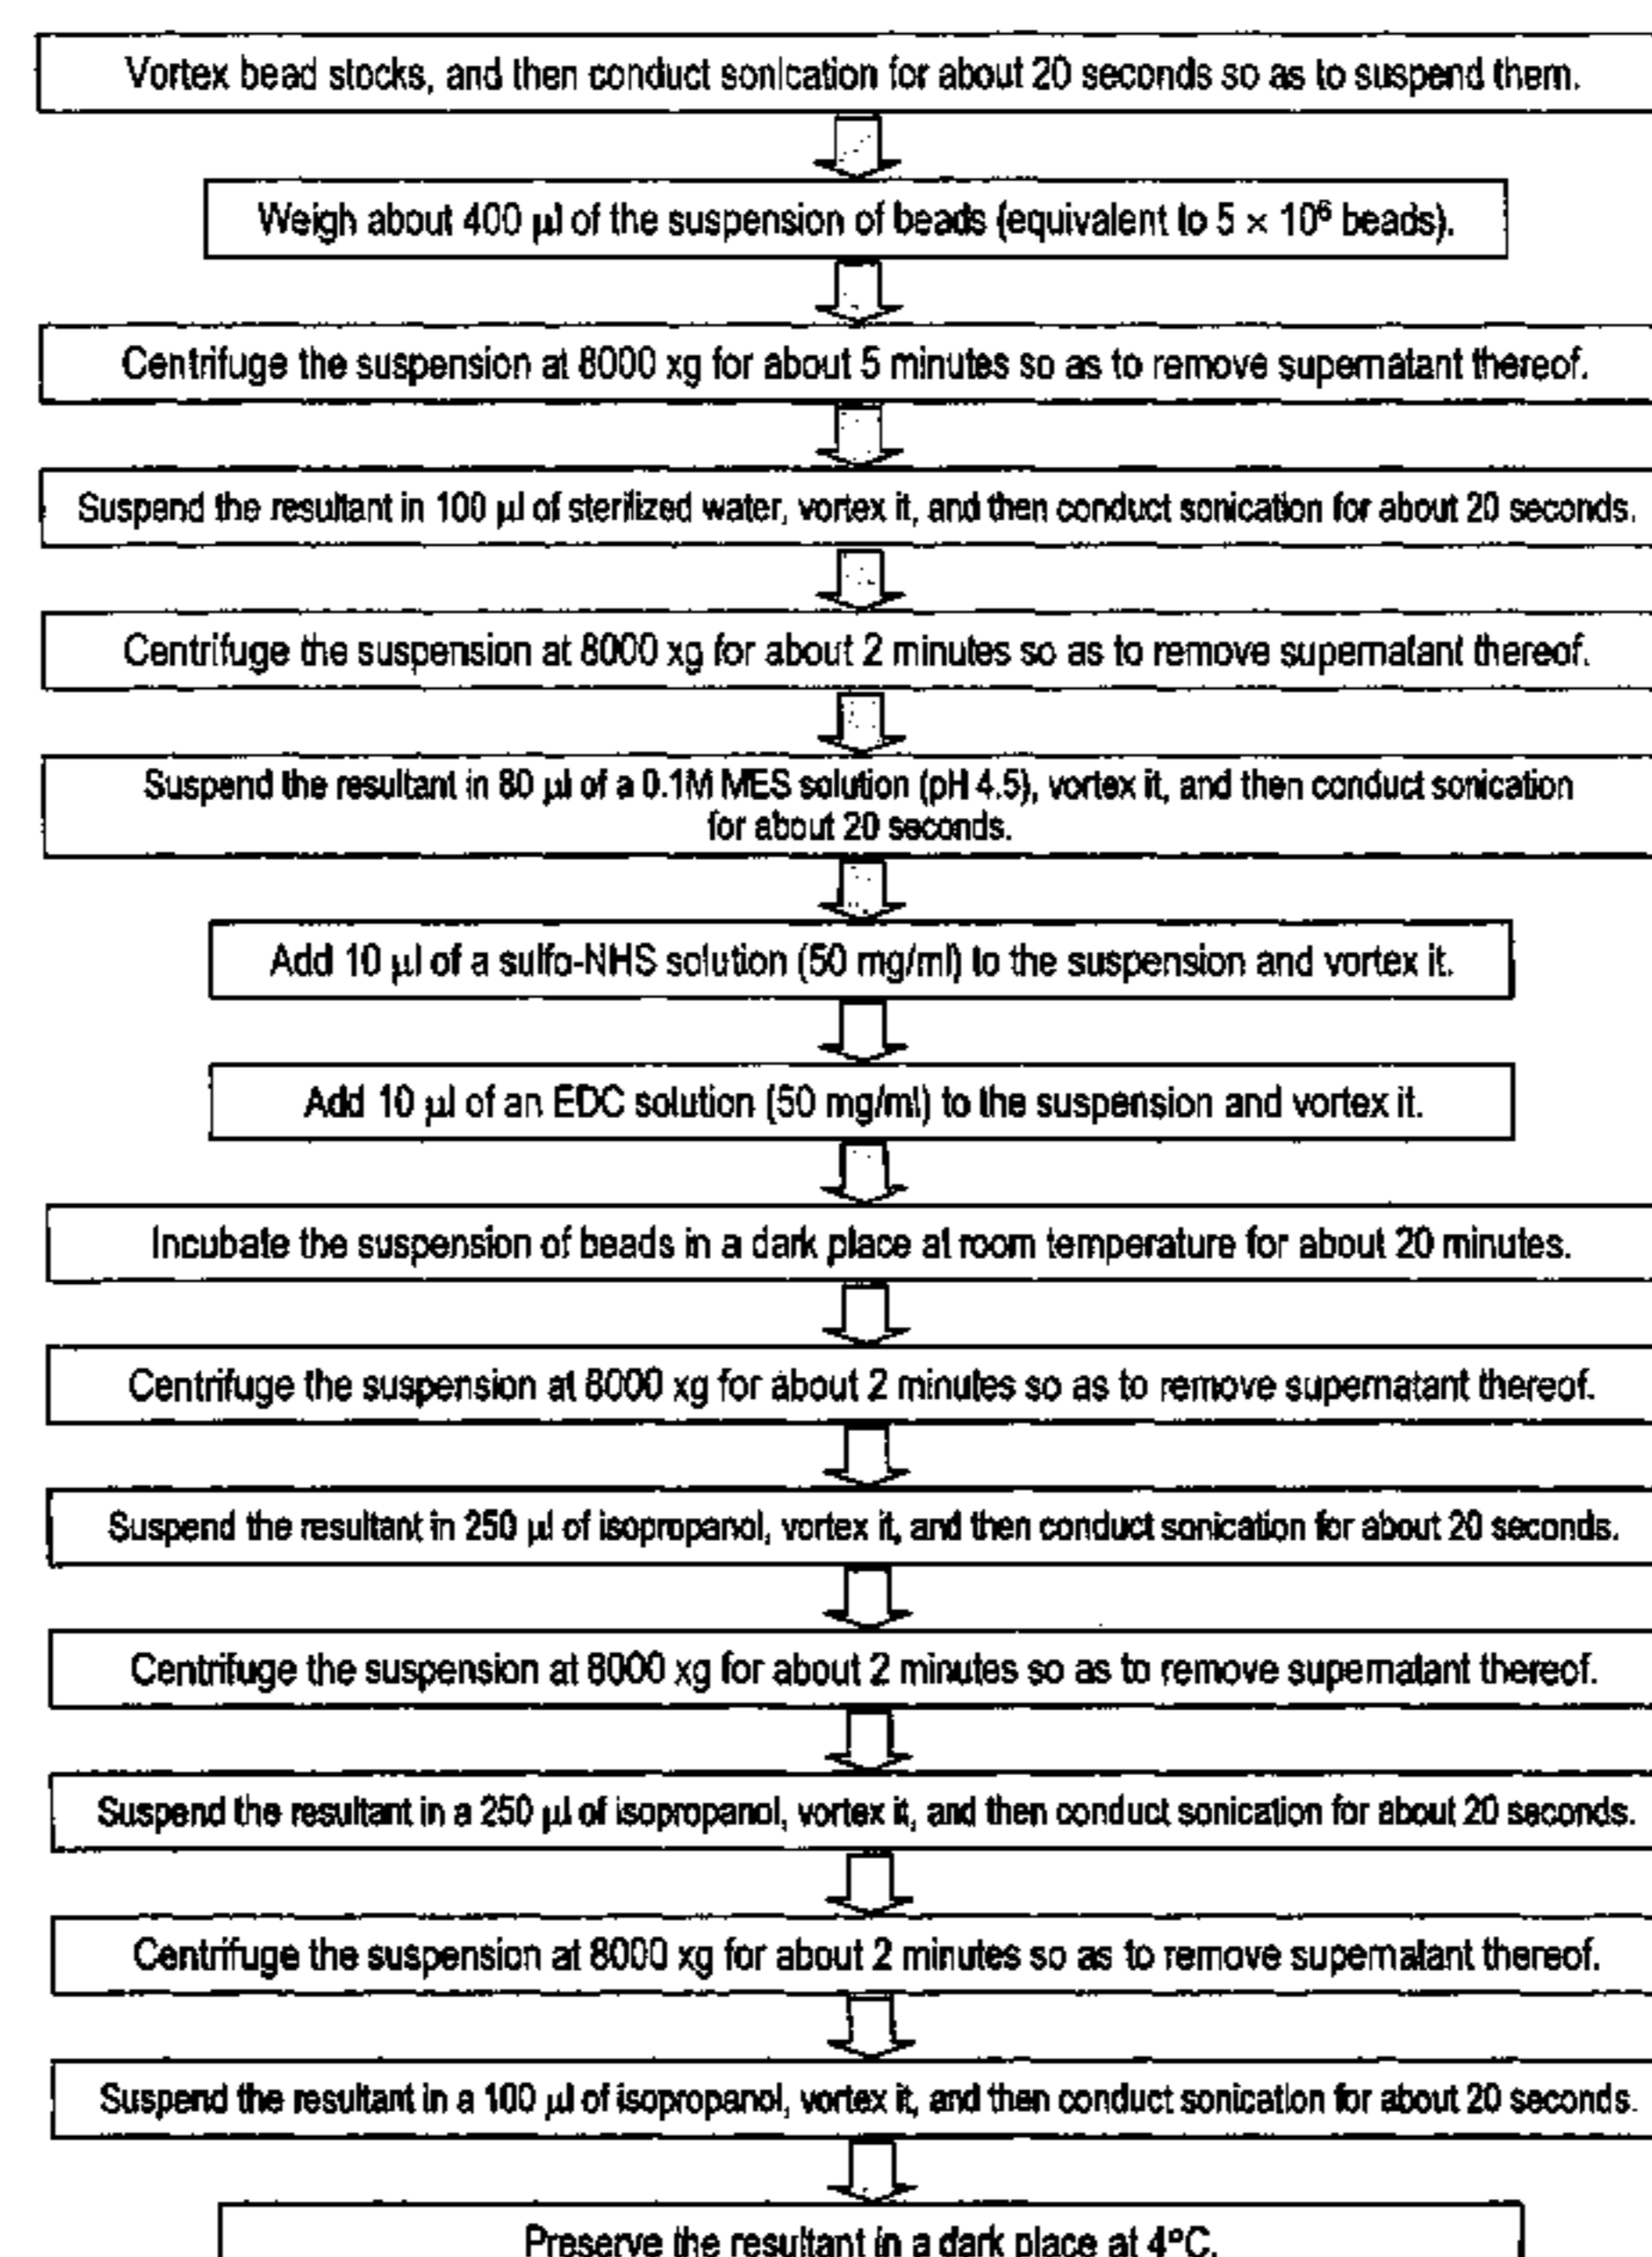 Vortex bead stocks, and then conduct sonication for about 20 seconds so as to suspend them.
Weigh about 400 µl of the suspension of beads (equivalent to 5 × 10⁶ beads).
Centrifuge the suspension at 8000 xg for about 5 minutes so as to remove supernatant thereof.
Suspend the resultant in 100 µl of sterilized water, vortex it, and then conduct sonication for about 20 seconds.
Centrifuge the suspension at 8000 xg for about 2 minutes so as to remove supernatant thereof.
Suspend the resultant in 80 µl of a 0.1M MES solution (pH 4.5), vortex it, and then conduct sonication
for about 20 seconds.
Add 10 µl of a sulfo-NHS solution (50 mg/ml) to the suspension and vortex it.
Add 10 µl of an EDC solution (50 mg/ml) to the suspension and vortex it.
Incubate the suspension of beads in a dark place at room temperature for about 20 minutes.
Centrifuge the suspension at 8000 xg for about 2 minutes so as to remove supernatant thereof.
Suspend the resultant in 250 µl of isopropanol, vortex it, and then conduct sonication for about 20 seconds.
Centrifuge the suspension at 8000 xg for about 2 minutes so as to remove supernatant thereof.
Suspend the resultant in a 250 µl of isopropanol, vortex it, and then conduct sonication for about 20 seconds.
Centrifuge the suspension at 8000 xg for about 2 minutes so as to remove supernatant thereof.
Suspend the resultant in a 100 µl of isopropanol, vortex it, and then conduct sonication for about 20 seconds.
Preserve the resultant in a dark place at 4°C.